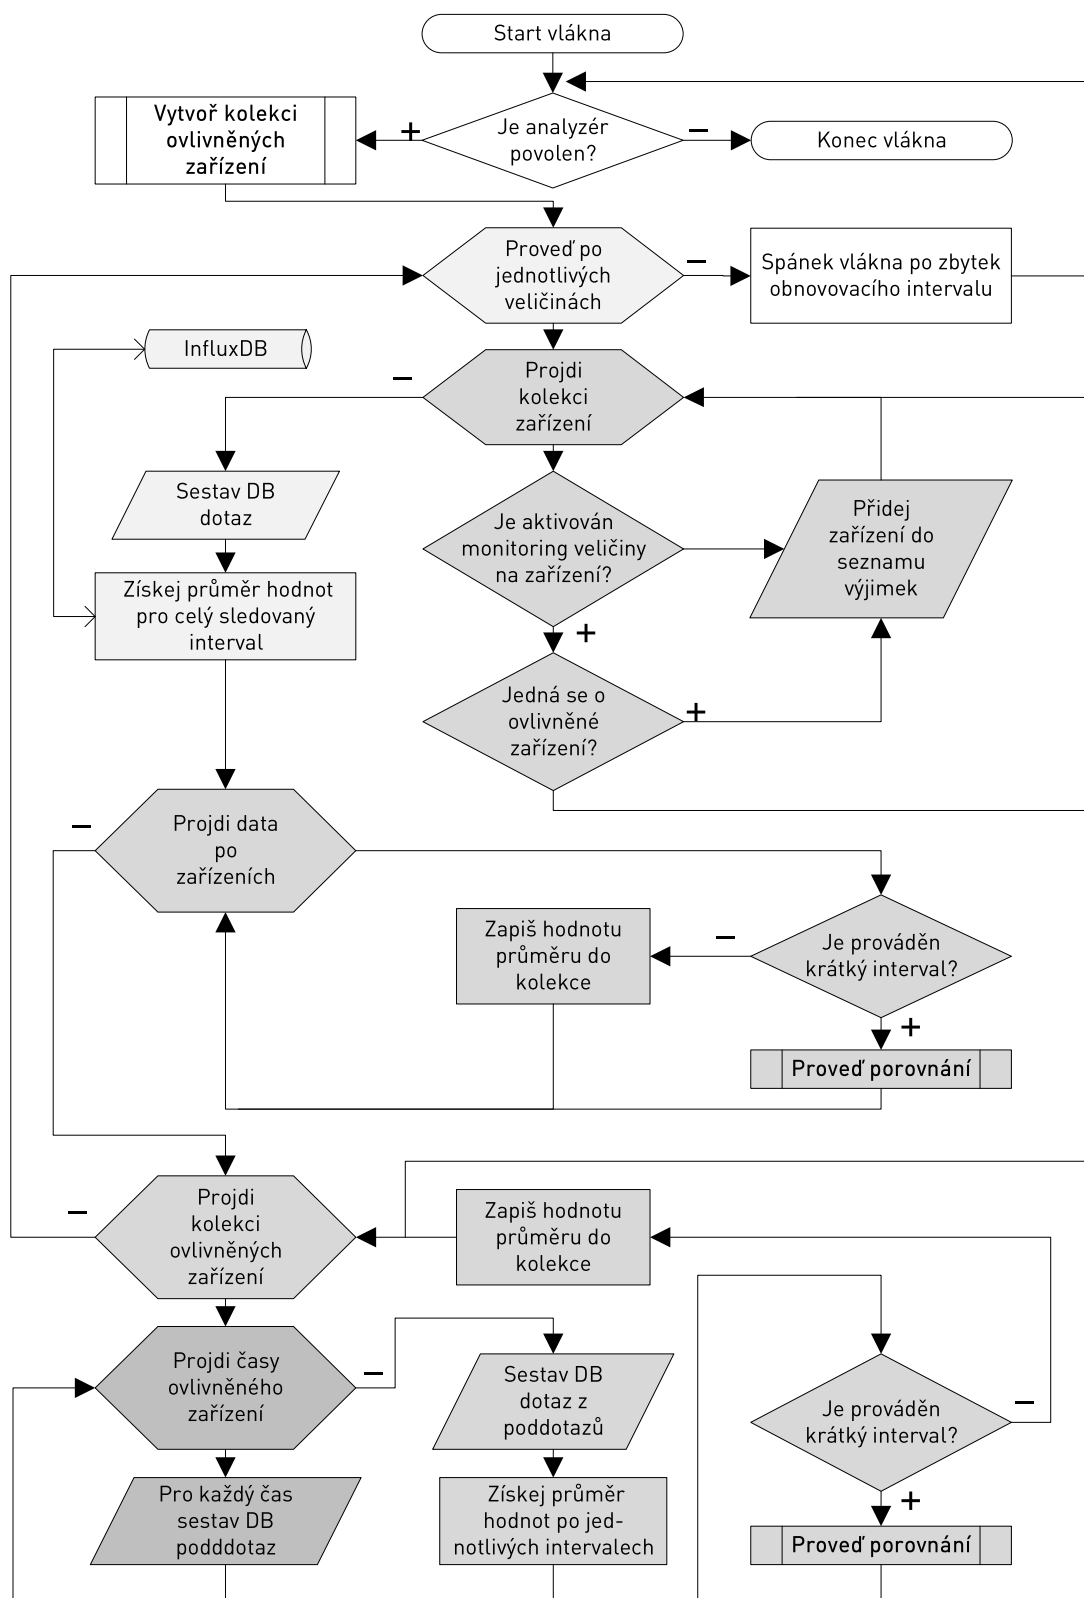 Start vlákna
Vytvoř kolekci
ovlivněných
zařízení
+
Je analyzér
povolen?
–
Konec vlákna
Proveď po
jednotlivých
veličinách
–
Spánek vlákna po zbytek
obnovovacího intervalu
InfluxDB
–
Projdi
kolekci
zařízení
Sestav DB
dotaz
Je aktivován
monitoring veličiny
na zařízení?
Přidej
zařízení do
seznamu
výjimek
Získej průměr hodnot
pro celý sledovaný
interval
+
Jedná se o
ovlivněné
zařízení?
+
–
Projdi data
po
zařízeních
Zapiš hodnotu
průměru do
kolekce
–
Je prováděn
krátký interval?
+
Proveď porovnání
–
Projdi
kolekci
ovlivněných
zařízení
Zapiš hodnotu
průměru do
kolekce
Projdi časy
ovlivněného
zařízení
–
Sestav DB
dotaz z
poddotazů
Je prováděn
krátký interval?
–
+
Pro každý čas
sestav DB
podddotaz
Získej průměr
hodnot po jed-
notlivých intervalech
Proveď porovnání